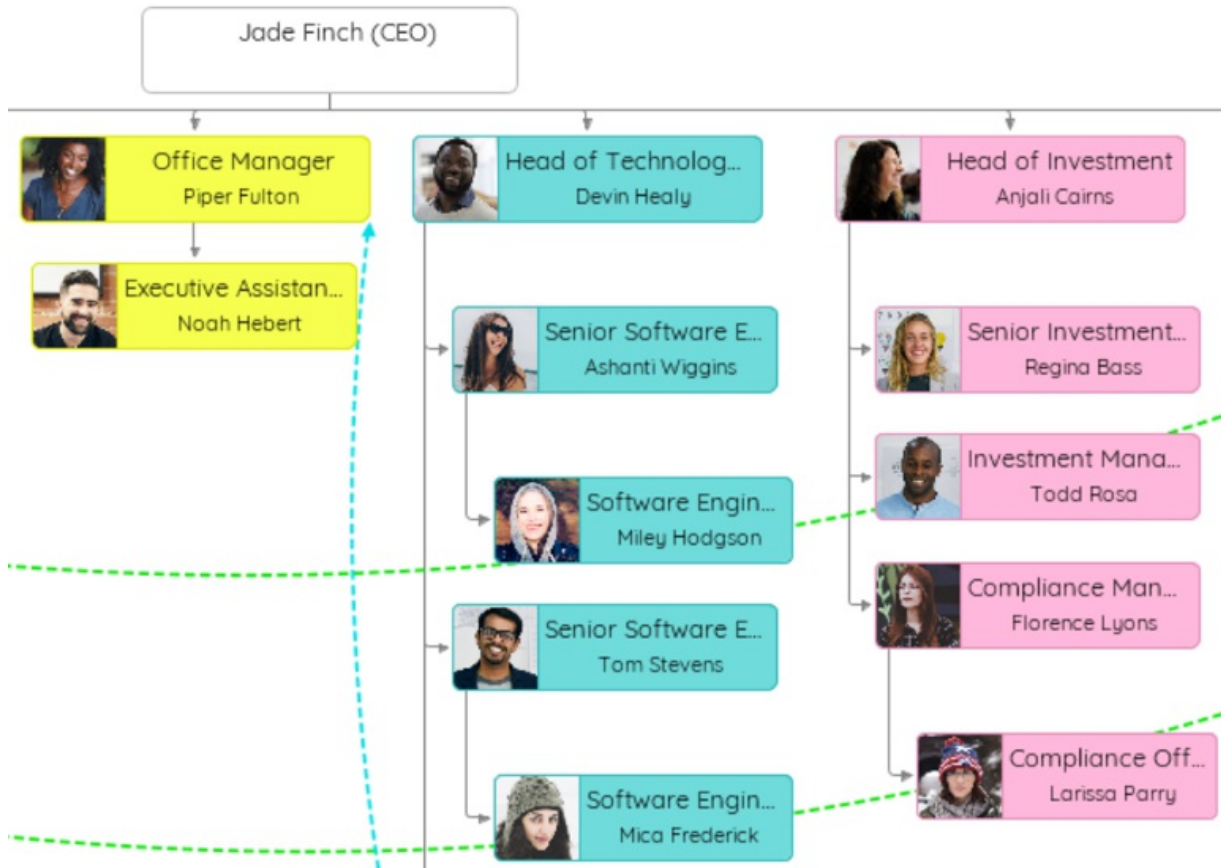 Jade Finch (CEO)
Office Manager
Piper Fulton
Executive Assistan...
Noah Hebert
Head of Technolog...
Devin Healy
Senior Software E...
Ashanti Wiggins
Software Engin...
Miley Hodgson
Senior Software E...
Tom Stevens
Software Engin...
Mica Frederick
Head of Investment
Anjali Cairns
Senior Investment...
Regina Bass
Investment Mana...
Todd Rosa
Compliance Man...
Florence Lyons
Compliance Off...
Larissa Parry